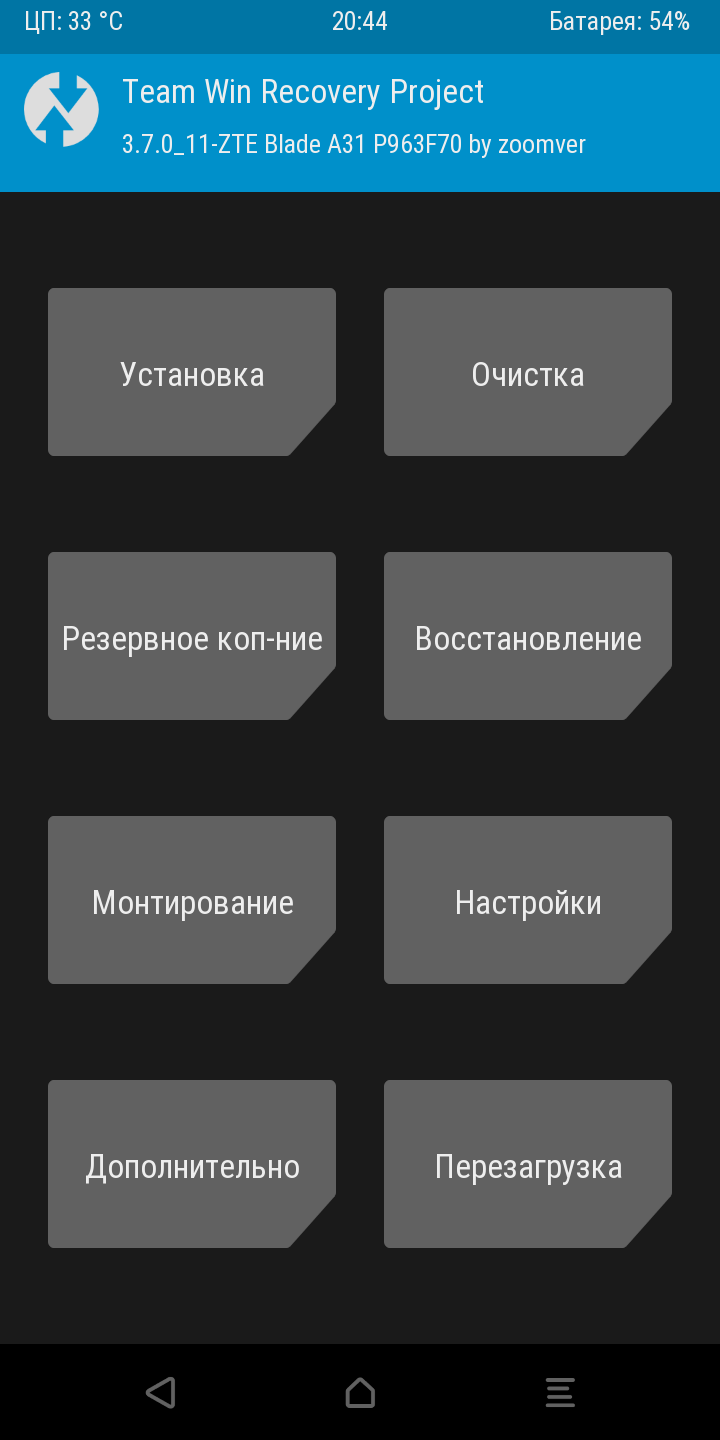 ЦП: 33 °C 20:44 Батарея: 54%
Team Win Recovery Project
3.7.0_11-ZTE Blade A31 P963F70 by zoomver
Установка Очистка
Резервное коп-ние Восстановление
Монтирование Настройки
Дополнительно Перезагрузка